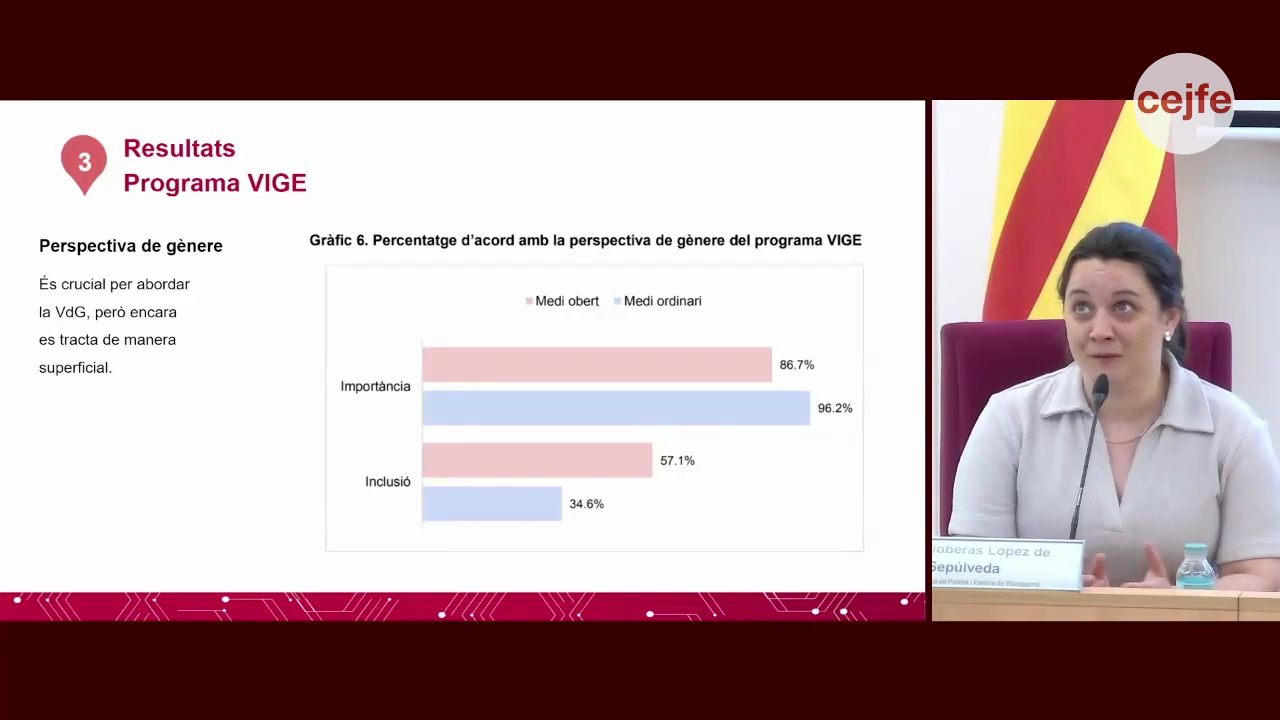 cejfe
3
Resultats
Programa VIGE
Perspectiva de gènere
És crucial per abordar
la VdG, però encara
es tracta de manera
superficial.
Gràfic 6. Percentatge d'acord amb la perspectiva de gènere del programa VIGE
Medi obert Medi ordinari
Importància
86.7%
96.2%
Inclusió
57.1%
34.6%
Lopez de
Sepúlveda